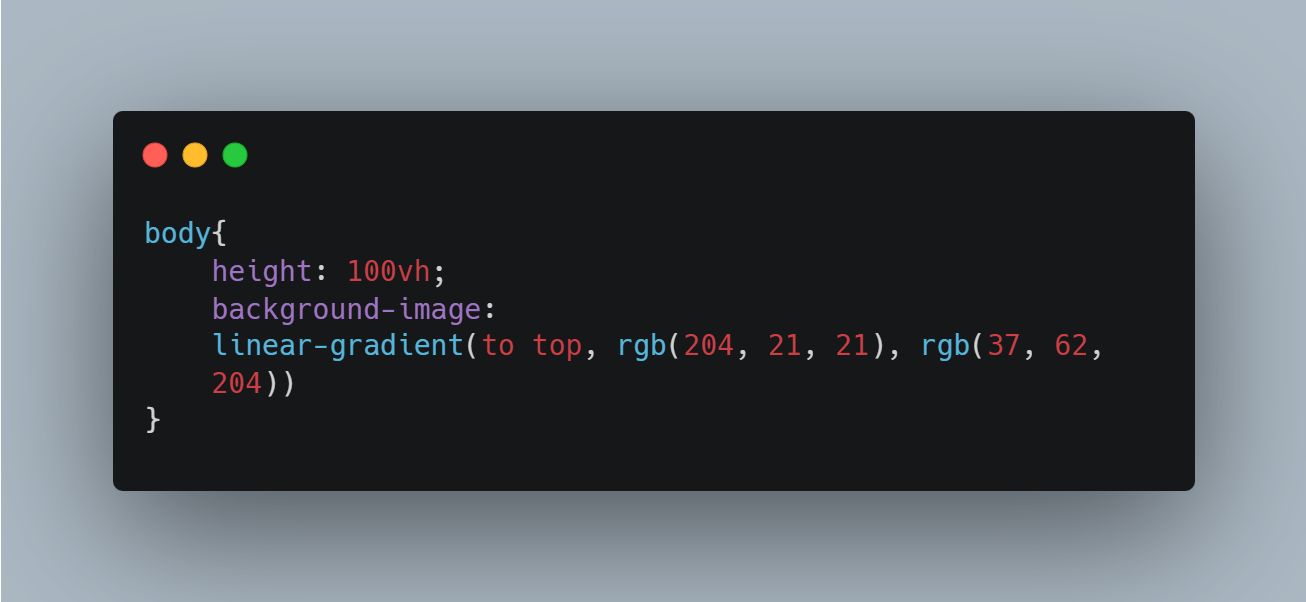 body{
height: 100vh;
background-image:
linear-gradient(to top, rgb(204, 21, 21), rgb(37, 62,
204))
}